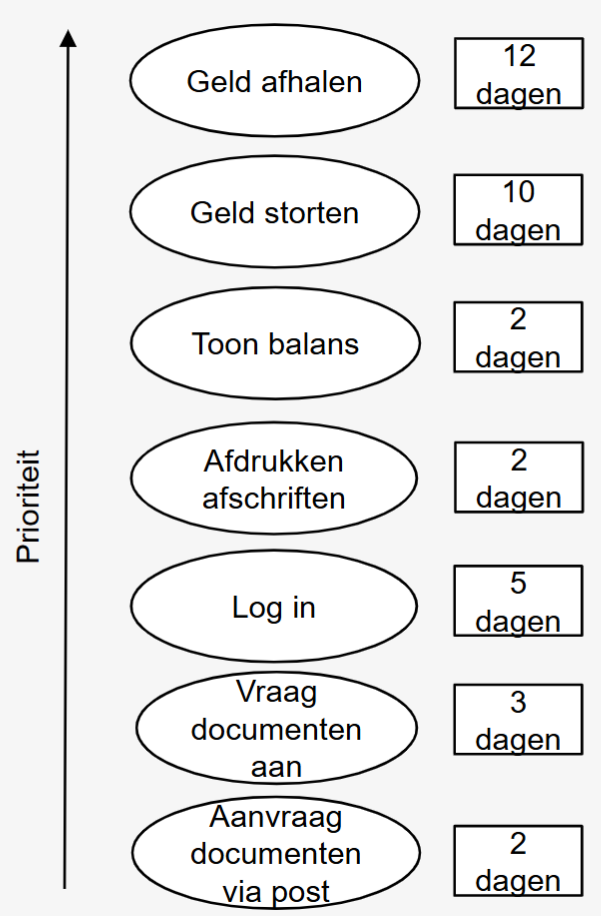 Geld afhalen
12
dagen
Geld storten
10
dagen
Toon balans
2
dagen
Afdrukken
afschriften
2
dagen
Prioriteit
Log in
5
dagen
Vraag
documenten
aan
3
dagen
Aanvraag
documenten
via post
2
dagen